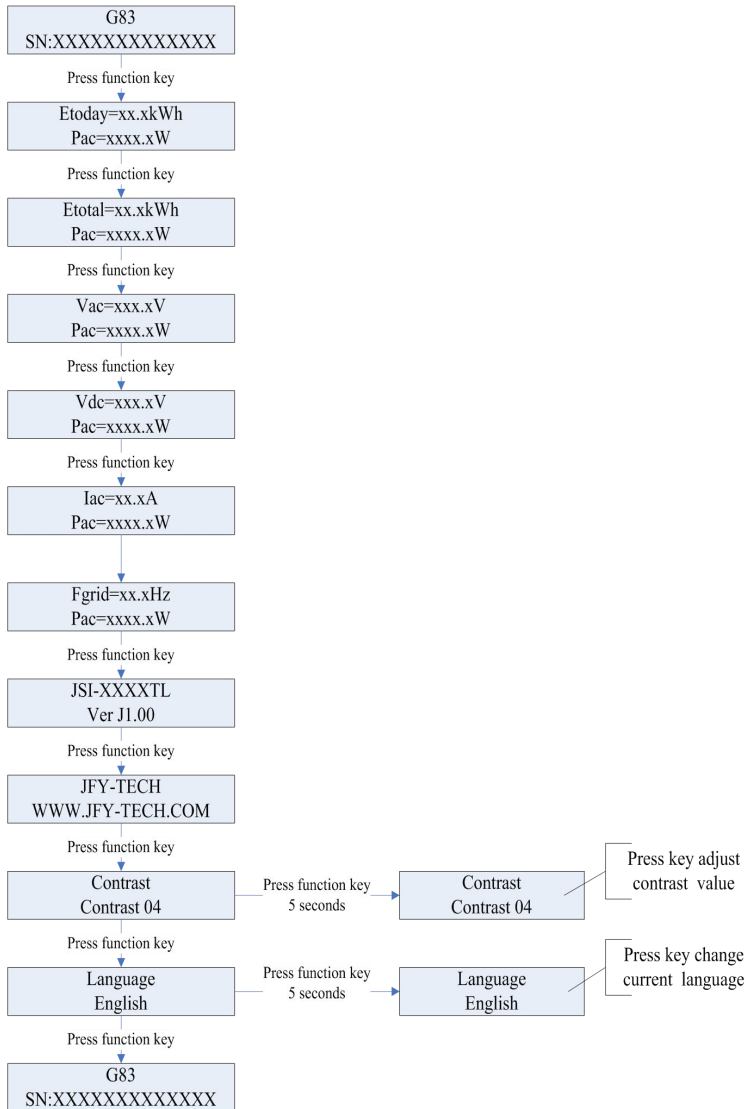 G83
SN:XXXXXXXXXXXXX
Press function key
Etoday=xx.xkWh
Pac=xxxx.xW
Press function key
Etotal=xx.xkWh
Pac=xxxx.xW
Press function key
Vac=xxx.xV
Pac=xxxx.xW
Press function key
Vdc=xxx.xV
Pac=xxxx.xW
Press function key
Iac=xx.xA
Pac=xxxx.xW
Fgrid=xx.xHz
Pac=xxxx.xW
Press function key
JSI-XXXXTL
Ver J1.00
Press function key
JFY-TECH
WWW.JFY-TECH.COM
Press function key
Contrast
Contrast 04
Press function key
5 seconds
Contrast
Contrast 04
Press key adjust
contrast value
Press function key
Language
English
Press function key
5 seconds
Language
English
Press key change
current language
Press function key
G83
SN:XXXXXXXXXXXXX